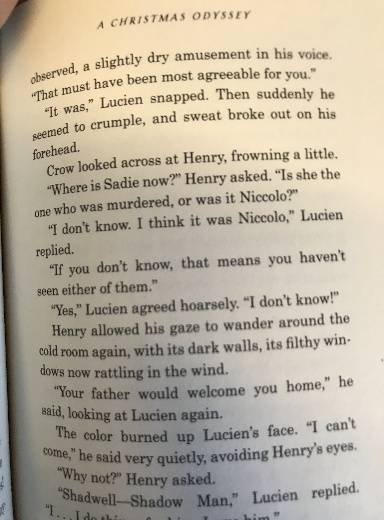 A CHRISTMAS ODYSSEY
observed, a slightly dry amusement in his voice.
“That must have been most agreeable for you.”
“It was,” Lucien snapped. Then suddenly he
seemed to crumple, and sweat broke out on his
forehead.
Crow looked across at Henry, frowning a little.
“Where is Sadie now?” Henry asked. “Is she the
one who was murdered, or was it Niccolo?”
“I don’t know. I think it was Niccolo,” Lucien
replied.
“If you don’t know, that means you haven’t
seen either of them.”
“Yes,” Lucien agreed hoarsely. “I don’t know!”
Henry allowed his gaze to wander around the
cold room again, with its dark walls, its filthy win-
dows now rattling in the wind.
“Your father would welcome you home,” he
said, looking at Lucien again.
The color burned up Lucien’s face. “I can’t
come,” he said very quietly, avoiding Henry’s eyes.
“Why not?” Henry asked.
“Shadwell—Shadow Man,” Lucien replied.
“I . . . I do